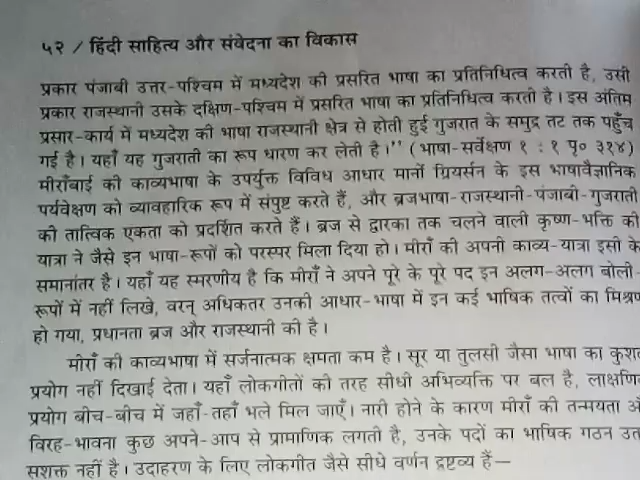 ५२ / हिंदी साहित्य और संवेदना का विकास
प्रकार पंजाबी उत्तर-पश्चिम में मध्यदेश की प्रसरित भाषा का प्रतिनिधित्व करती है, उसी
प्रकार राजस्थानी उसके दक्षिण-पश्चिम में प्रसरित भाषा का प्रतिनिधित्व करती है। इस अंतिम
प्रसार-कार्य में मध्यदेश की भाषा राजस्थानी क्षेत्र से होती हुई गुजरात के समुद्र तट तक पहुँच
गई है। यहाँ यह गुजराती का रूप धारण कर लेती है।’’ (भाषा-सर्वेक्षण १ : १ पृ० ३१४)
मीराँबाई की काव्यभाषा के उपर्युक्त विविध आधार मानों ग्रियर्सन के इस भाषावैज्ञानिक
पर्यवेक्षण को व्यावहारिक रूप में संपुष्ट करते हैं, और ब्रजभाषा-राजस्थानी-पंजाबी-गुजराती
की तात्विक एकता को प्रदर्शित करते हैं। ब्रज से द्वारका तक चलने वाली कृष्ण-भक्ति की
यात्रा ने जैसे इन भाषा-रूपों को परस्पर मिला दिया हो। मीराँ की अपनी काव्य-यात्रा इसी के
समानांतर है। यहाँ यह स्मरणीय है कि मीराँ ने अपने पूरे के पूरे पद इन अलग-अलग बोली-
रूपों में नहीं लिखे, वरन् अधिकतर उनकी आधार-भाषा में इन कई भाषिक तत्वों का मिश्रण
हो गया, प्रधानता ब्रज और राजस्थानी की है।
मीराँ की काव्यभाषा में सर्जनात्मक क्षमता कम है। सूर या तुलसी जैसा भाषा का
प्रयोग नहीं दिखाई देता। यहाँ लोकगीतों की तरह सीधी अभिव्यक्ति पर बल है,
प्रयोग बीच-बीच में जहाँ-तहाँ भले मिल जाएँ। नारी होने के कारण मीराँ की तन्मयता
विरह-भावना कुछ अपने-आप से प्रामाणिक लगती है, उनके पदों का भाषिक गठन
सशक्त नहीं है। उदाहरण के लिए लोकगीत जैसे सीधे वर्णन द्रष्टव्य हैं—